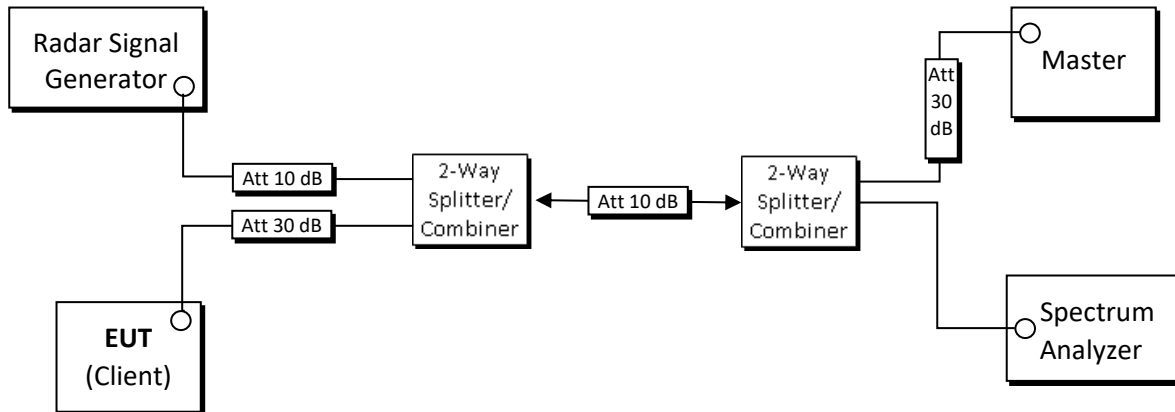 Radar Signal
Generator
Att 10 dB
Att 30 dB
EUT
(Client)
2-Way
Splitter/
Combiner
Att 10 dB
2-Way
Splitter/
Combiner
Att
30
dB
Master
Spectrum
Analyzer